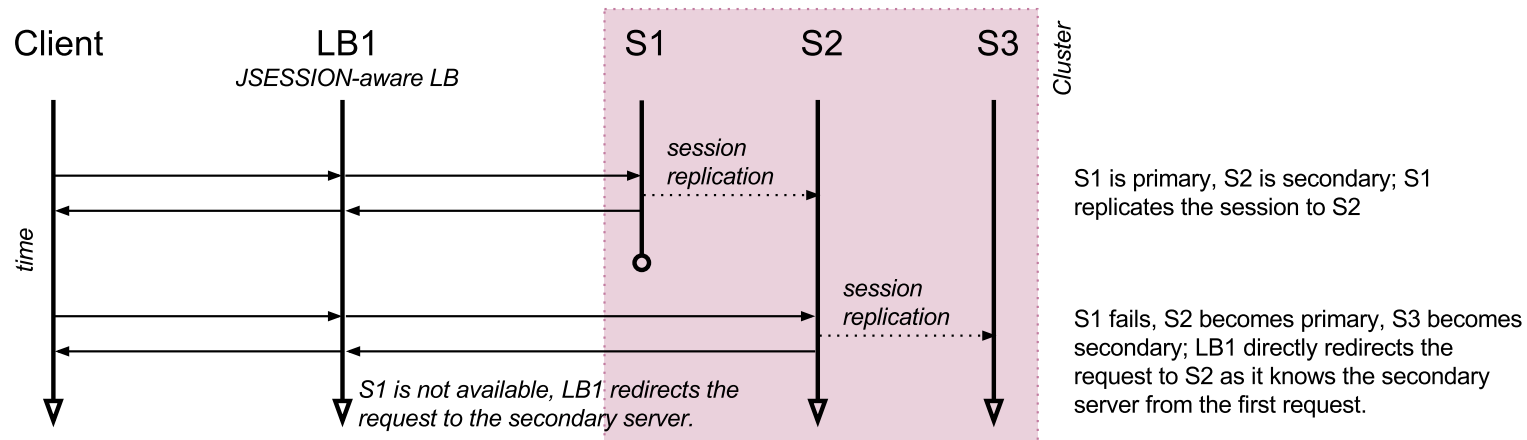 Client
LB1
S1
S2
S3
Cluster
JSESSION-aware LB
session
replication
S1 is primary, S2 is secondary; S1
replicates the session to S2
time
session
replication
S1 fails, S2 becomes primary, S3 becomes
secondary; LB1 directly redirects the
request to S2 as it knows the secondary
server from the first request.
S1 is not available, LB1 redirects the
request to the secondary server.